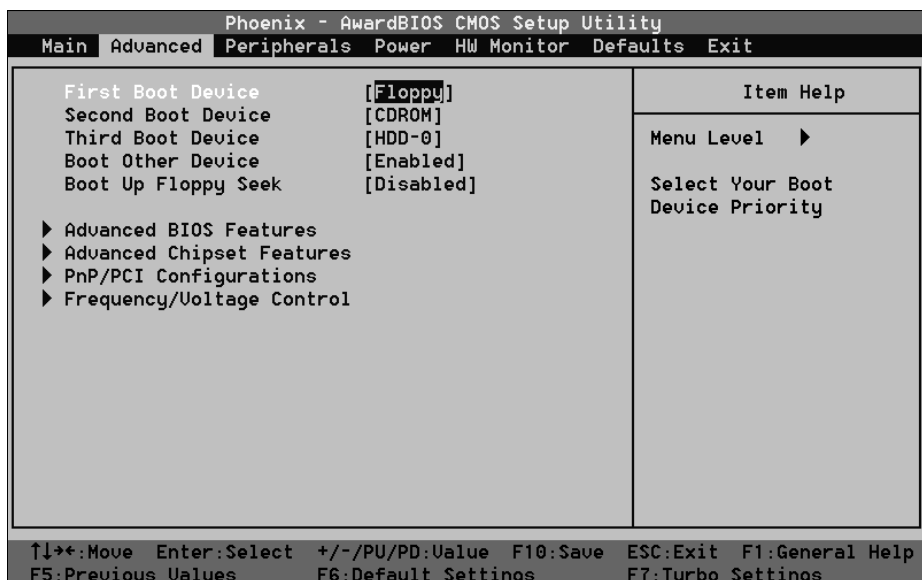 Phoenix - AwardBIOS CMOS Setup Utility
Main Advanced Peripherals Power HW Monitor Defaults Exit
First Boot Device [Floppy]
Second Boot Device [CDROM]
Third Boot Device [HDD-0]
Boot Other Device [Enabled]
Boot Up Floppy Seek [Disabled]
▶ Advanced BIOS Features
▶ Advanced Chipset Features
▶ PnP/PCI Configurations
▶ Frequency/Voltage Control
Item Help
Menu Level ▶
Select Your Boot
Device Priority
↑↓→←:Move Enter:Select +/-/PU/PD:Value F10:Save ESC:Exit F1:General Help
F5:Previous Values F6:Default Settings F7:Turbo Settings